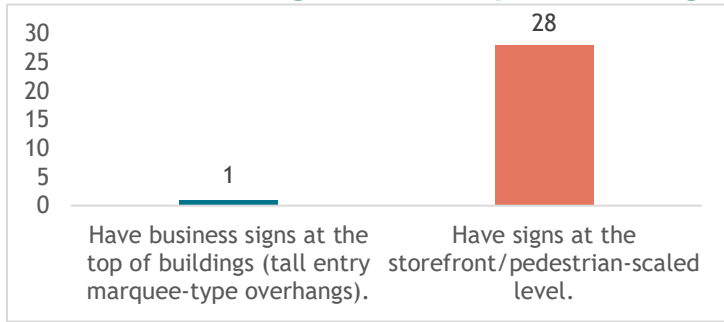 30
25
20
15
10
5
0
1
28
Have business signs at the
top of buildings (tall entry
marquee-type overhangs).
Have signs at the
storefront/pedestrian-scaled
level.